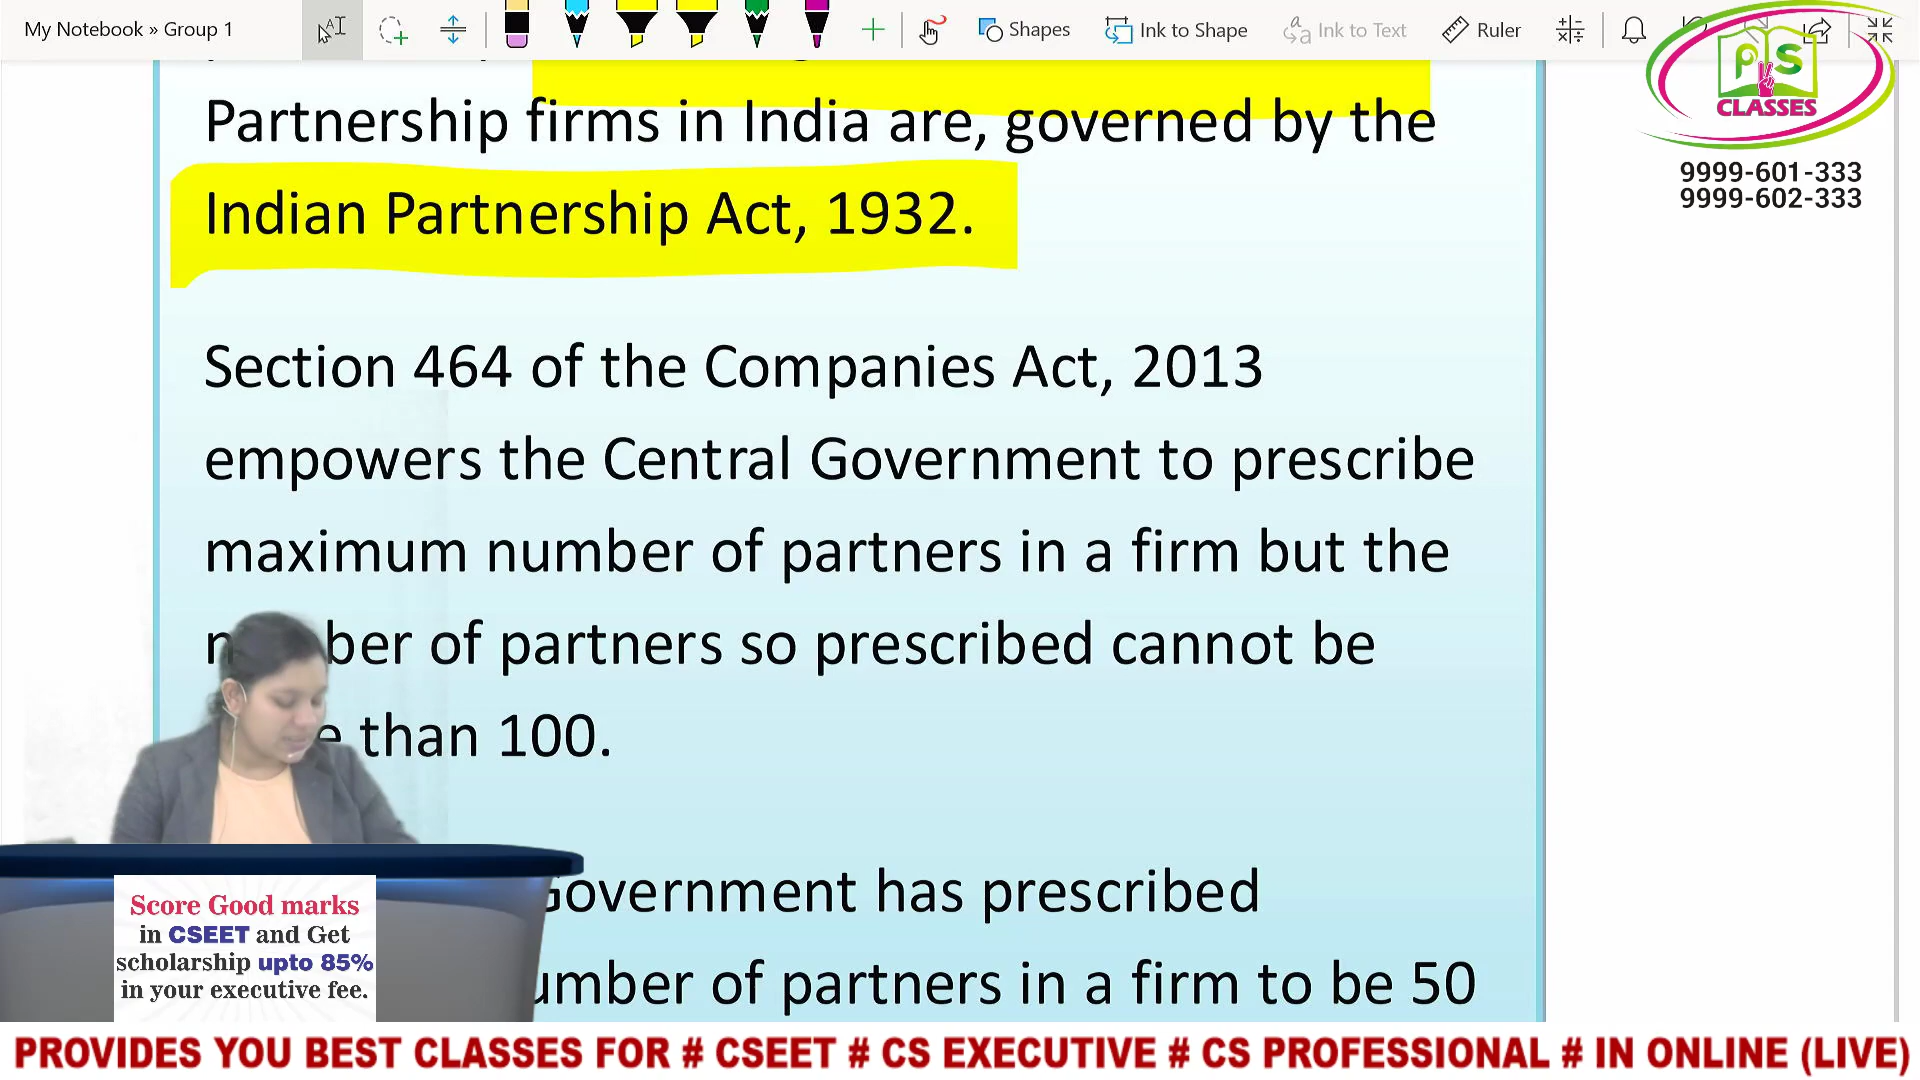 My Notebook » Group 1
Shapes
Ink to Shape
Ink to Text
Ruler
PVS
CLASSES
9999-601-333
9999-602-333
Partnership firms in India are, governed by the
Indian Partnership Act, 1932.
Section 464 of the Companies Act, 2013
empowers the Central Government to prescribe
maximum number of partners in a firm but the
of partners so prescribed cannot be
than 100.
Government has prescribed
of partners in a firm to be 50
Score Good marks
in CSEET and Get
scholarship upto 85%
in your executive fee.
PROVIDES YOU BEST CLASSES FOR # CSEET # CS EXECUTIVE # CS PROFESSIONAL # IN ONLINE (LIVE)